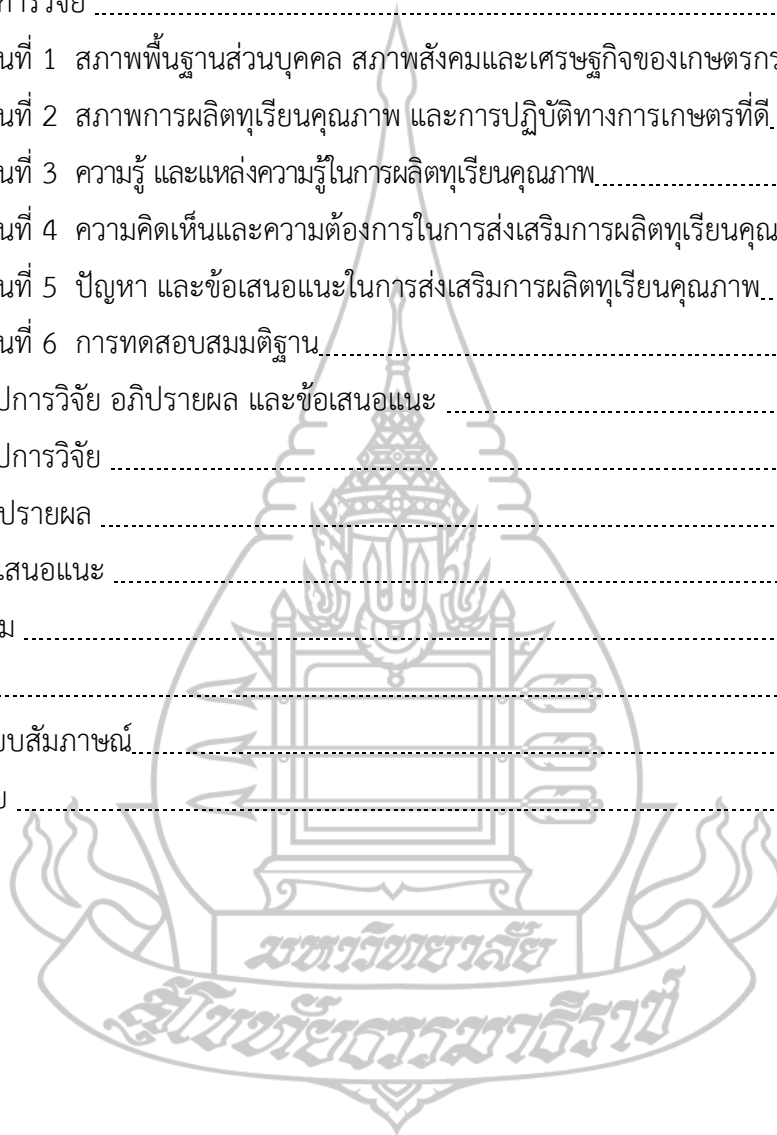 การวิจัย
นที่ 1 สภาพพื้นฐานส่วนบุคคล สภาพสังคมและเศรษฐกิจของเกษตรกร
นที่ 2 สภาพการผลิตทุเรียนคุณภาพ และการปฏิบัติทางการเกษตรที่ดี
นที่ 3 ความรู้ และแหล่งความรู้ในการผลิตทุเรียนคุณภาพ
นที่ 4 ความคิดเห็นและความต้องการในการส่งเสริมการผลิตทุเรียนคุณ
นที่ 5 ปัญหา และข้อเสนอแนะในการส่งเสริมการผลิตทุเรียนคุณภาพ
นที่ 6 การทดสอบสมมติฐาน
ปการวิจัย อภิปรายผล และข้อเสนอแนะ
ปการวิจัย
ปรายผล
เสนอแนะ
ม
บบสัมภาษณ์
ย
มหาวิทยาลัย
สุโขทัยธรรมาธิราช